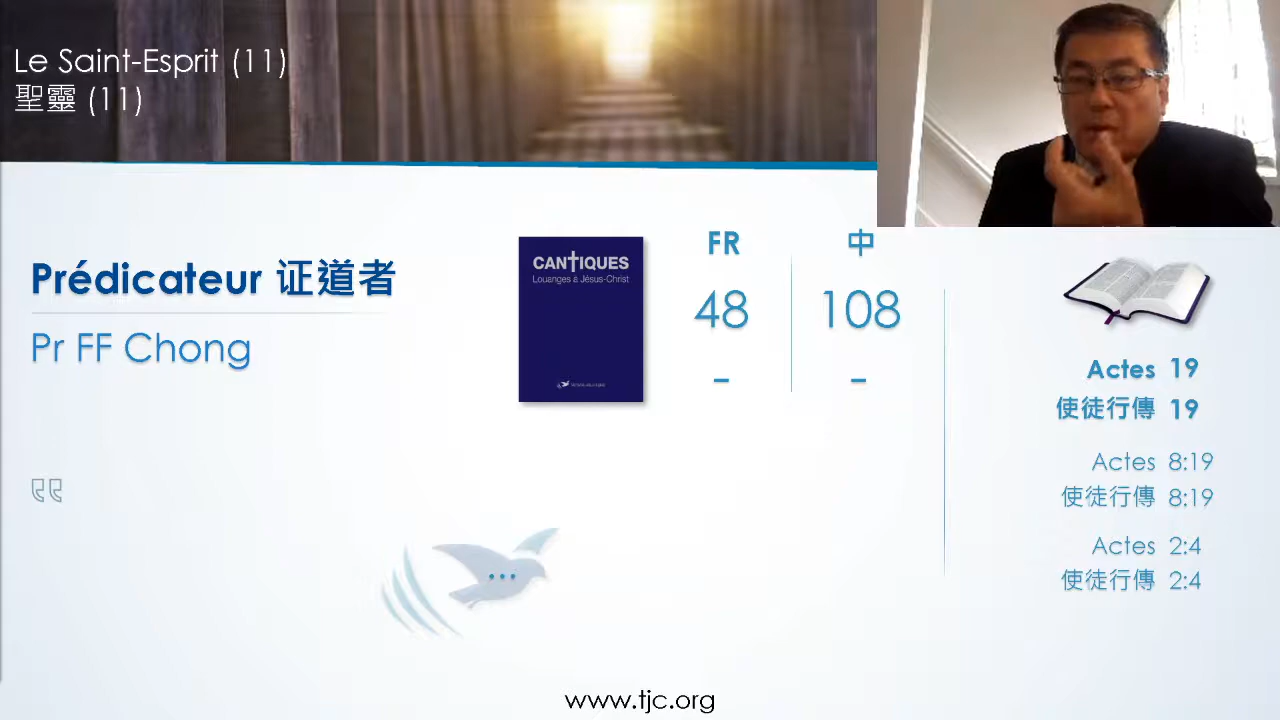 Le Saint-Esprit (11)
聖靈 (11)
Prédicateur 证道者
Pr FF Chong
CANTIQUES
Louanges à Jésus-Christ
FR
48
–
中
108
–
Actes 19
使徒行傳 19
Actes 8:19
使徒行傳 8:19
Actes 2:4
使徒行傳 2:4
...
www.tjc.org